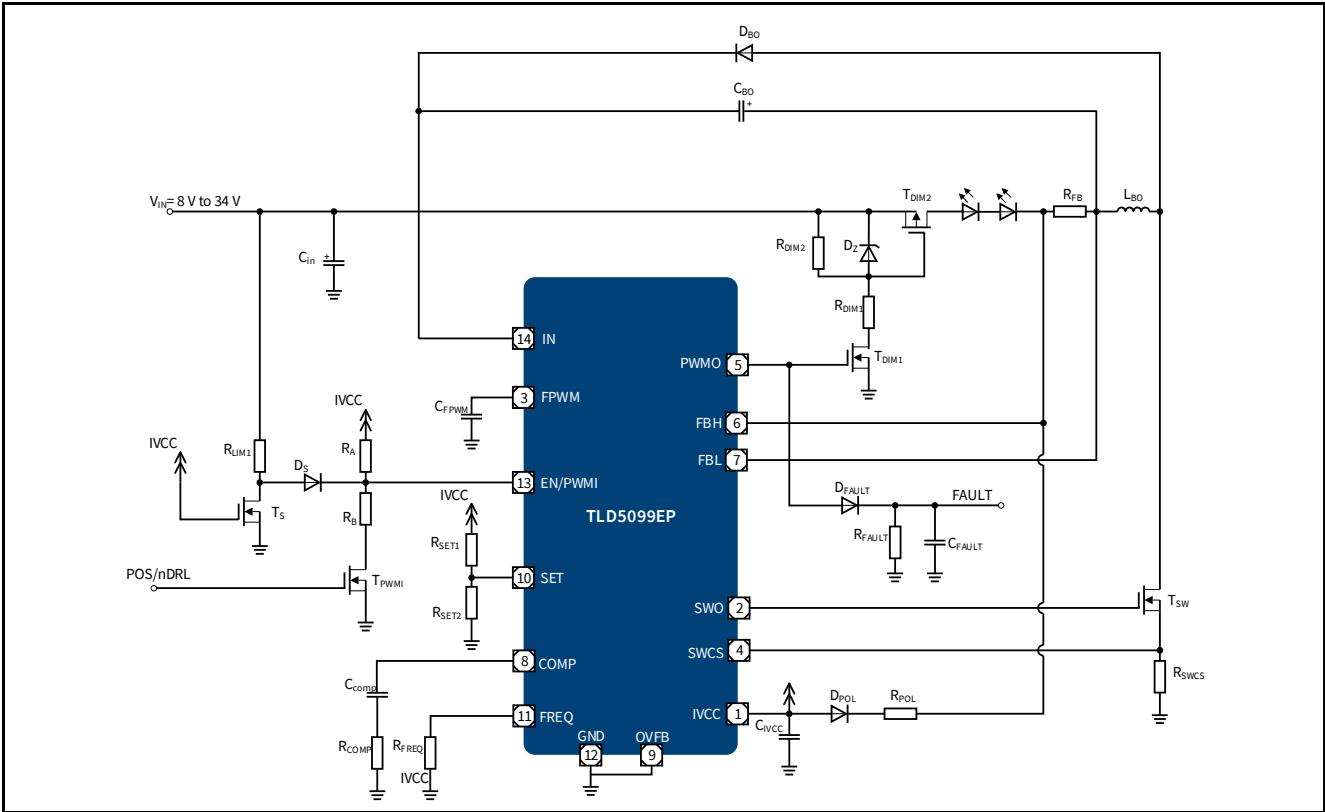 DBO
CBO
VIN= 8 V to 34 V
TDIM2
RFB
LBO
Cin
+
+
RDIM2
DZ
RDIM1
TDIM1
14 IN
PWMO 5
3 FPWM
CFPWM
IVCC
IVCC
RLIM1
RA
DS
FBH 6
FBL 7
13 EN/PWMI
IVCC
TS
RB
TLD5099EP
DFAULT
FAULT
RFAULT
CFAULT
RSET1
POS/nDRL
TPWMI
10 SET
RSET2
SWO 2
TSW
SWCS 4
8 COMP
RSWCS
Ccomp
DPOL
RPOL
IVCC 1
CIVCC
11 FREQ
RCOMP
RFREQ
IVCC
GND
OVFB
12
9